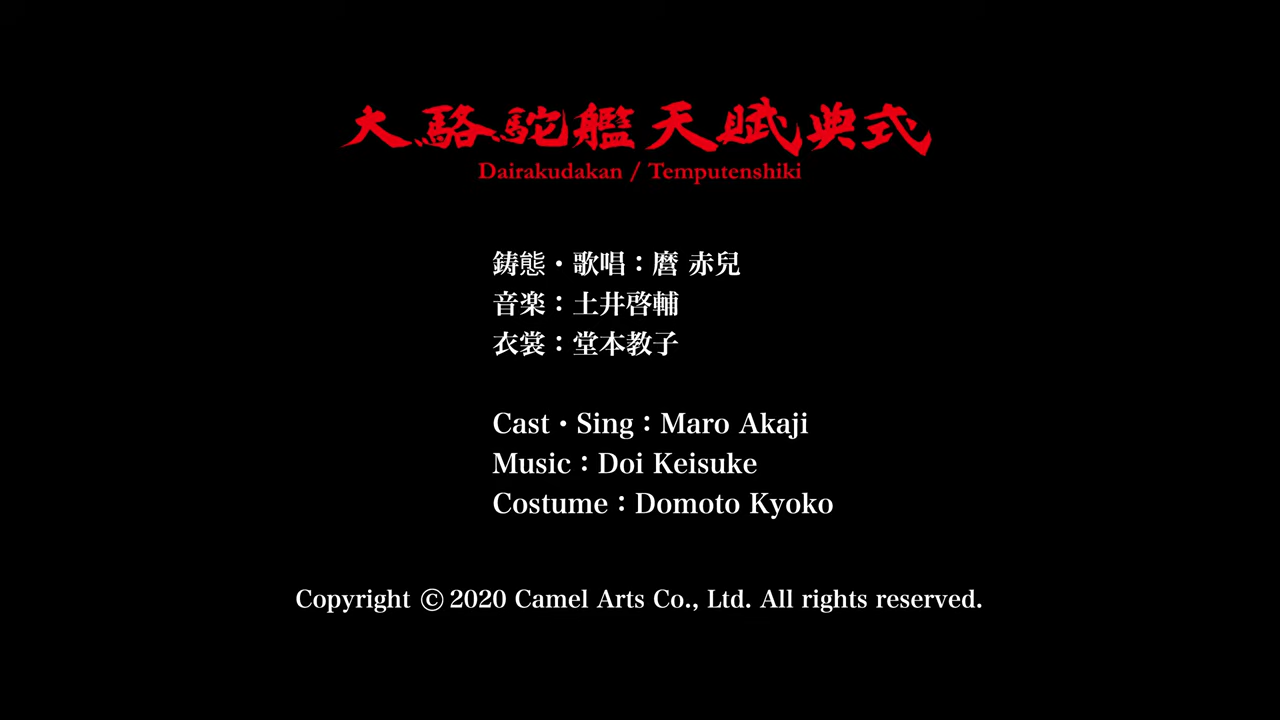 大駱駝艦天賦典式
Dairakudakan / Temputenshiki
鋳態・歌唱：麿 赤兒
音楽：土井啓輔
衣裳：堂本教子
Cast・Sing：Maro Akaji
Music：Doi Keisuke
Costume：Domoto Kyoko
Copyright ©2020 Camel Arts Co., Ltd. All rights reserved.